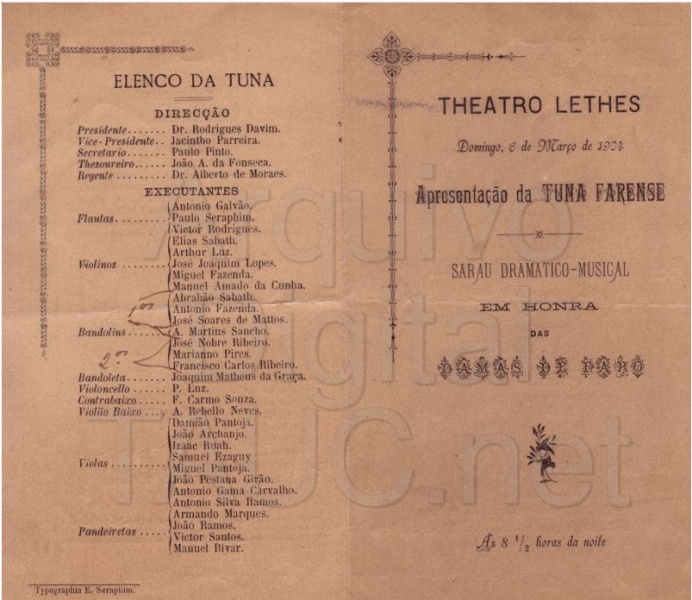 ELENCO DA TUNA
DIRECÇÃO
Presidente....... Dr. Rodrigues Davim.
Vice-Presidente.. Jacintho Parreira.
Secretario....... Paulo Pinto.
Thesoureiro...... João A. da Fonseca.
Regente.......... Dr. Alberto de Moraes.
EXECUTANTES
Antonio Galvão.
Flautas......... Paulo Seraphim.
Victor Rodrigues.
Elias Sabath.
Arthur Luz.
Violinos......... José Joaquim Lopes.
Miguel Fazenda.
Manuel Amado da Cunha.
Abrahão Sabath.
1os Antonio Fazenda.
José Soares de Mattos.
Bandolins....... A. Martins Sancho.
José Nobre Ribeiro.
2os Marianno Pires.
Francisco Carlos Ribeiro.
Bandoleta....... Joaquim Matheus da Graça.
Violoncello...... P. Luz.
Contrabaixo..... F. Carmo Souza.
Violão Baixo.... A. Rebello Neves.
Damião Pantoja.
João Archanjo.
Izaac Ruah.
Samuel Ezaguy
Violas.......... Miguel Pantoja.
João Pestana Girão.
Antonio Gama Carvalho.
Antonio Silva Ramos.
Armando Marques.
João Ramos.
Pandeiretas..... Victor Santos.
Manuel Bivar.
Typographia E. Seraphim.
THEATRO LETHES
Domingo, 6 de Março de 1904
Apresentação da TUNA FARENSE
SARAU DRAMATICO-MUSICAL
EM HONRA
DAS
DAMAS DE FARO
Ás 8 1/2 horas da noite
Arquivo
Digital
TFUC.net